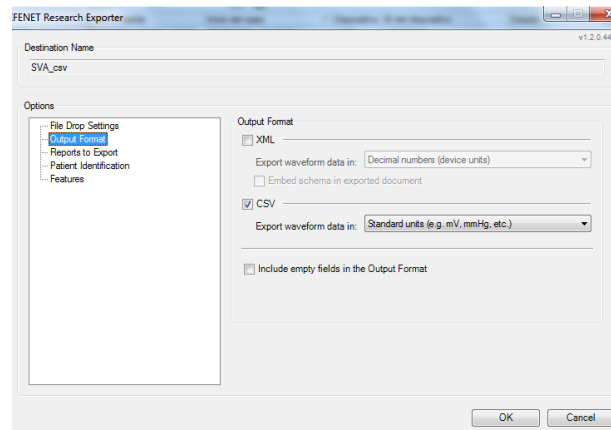 FENET Research Exporter
v1.2.0.44
Destination Name
SVA_csv
Options
File Drop Settings
Output Format
Reports to Export
Patient Identification
Features
Output Format
XML
Export waveform data in: Decimal numbers (device units)
Embed schema in exported document
CSV
Export waveform data in: Standard units (e.g. mV, mmHg, etc.)
Include empty fields in the Output Format
OK Cancel